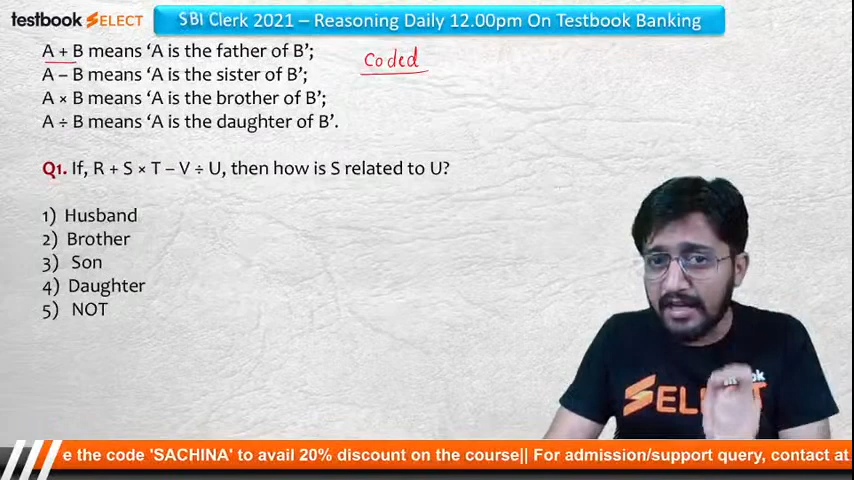 testbook SELECT
SBI Clerk 2021 – Reasoning Daily 12.00pm On Testbook Banking
A + B means ‘A is the father of B’;
Coded
A – B means ‘A is the sister of B’;
A × B means ‘A is the brother of B’;
A ÷ B means ‘A is the daughter of B’.
Q1. If, R + S × T – V ÷ U, then how is S related to U?
1) Husband
2) Brother
3) Son
4) Daughter
5) NOT
e the code 'SACHINA' to avail 20% discount on the course|| For admission/support query, contact at